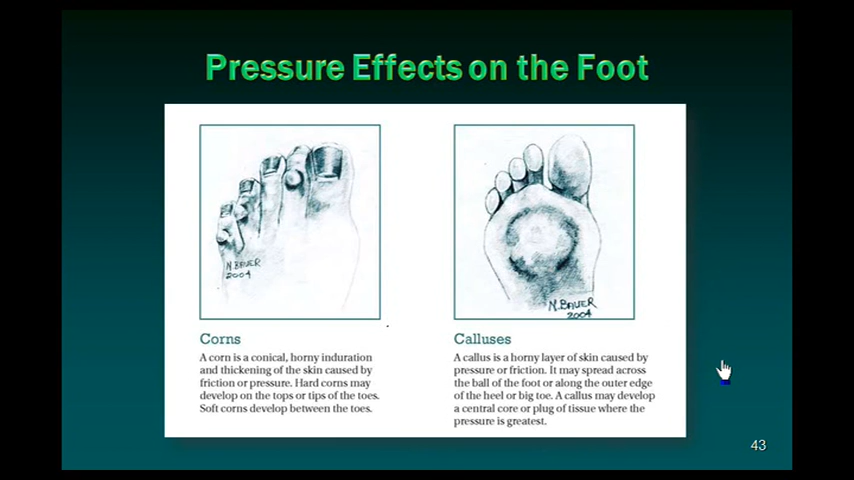 Pressure Effects on the Foot
N.BAUER
2004
N.BAUER
2004
Corns
A corn is a conical, horny induration
and thickening of the skin caused by
friction or pressure. Hard corns may
develop on the tops or tips of the toes.
Soft corns develop between the toes.
Calluses
A callus is a horny layer of skin caused by
pressure or friction. It may spread across
the ball of the foot or along the outer edge
of the heel or big toe. A callus may develop
a central core or plug of tissue where the
pressure is greatest.
43